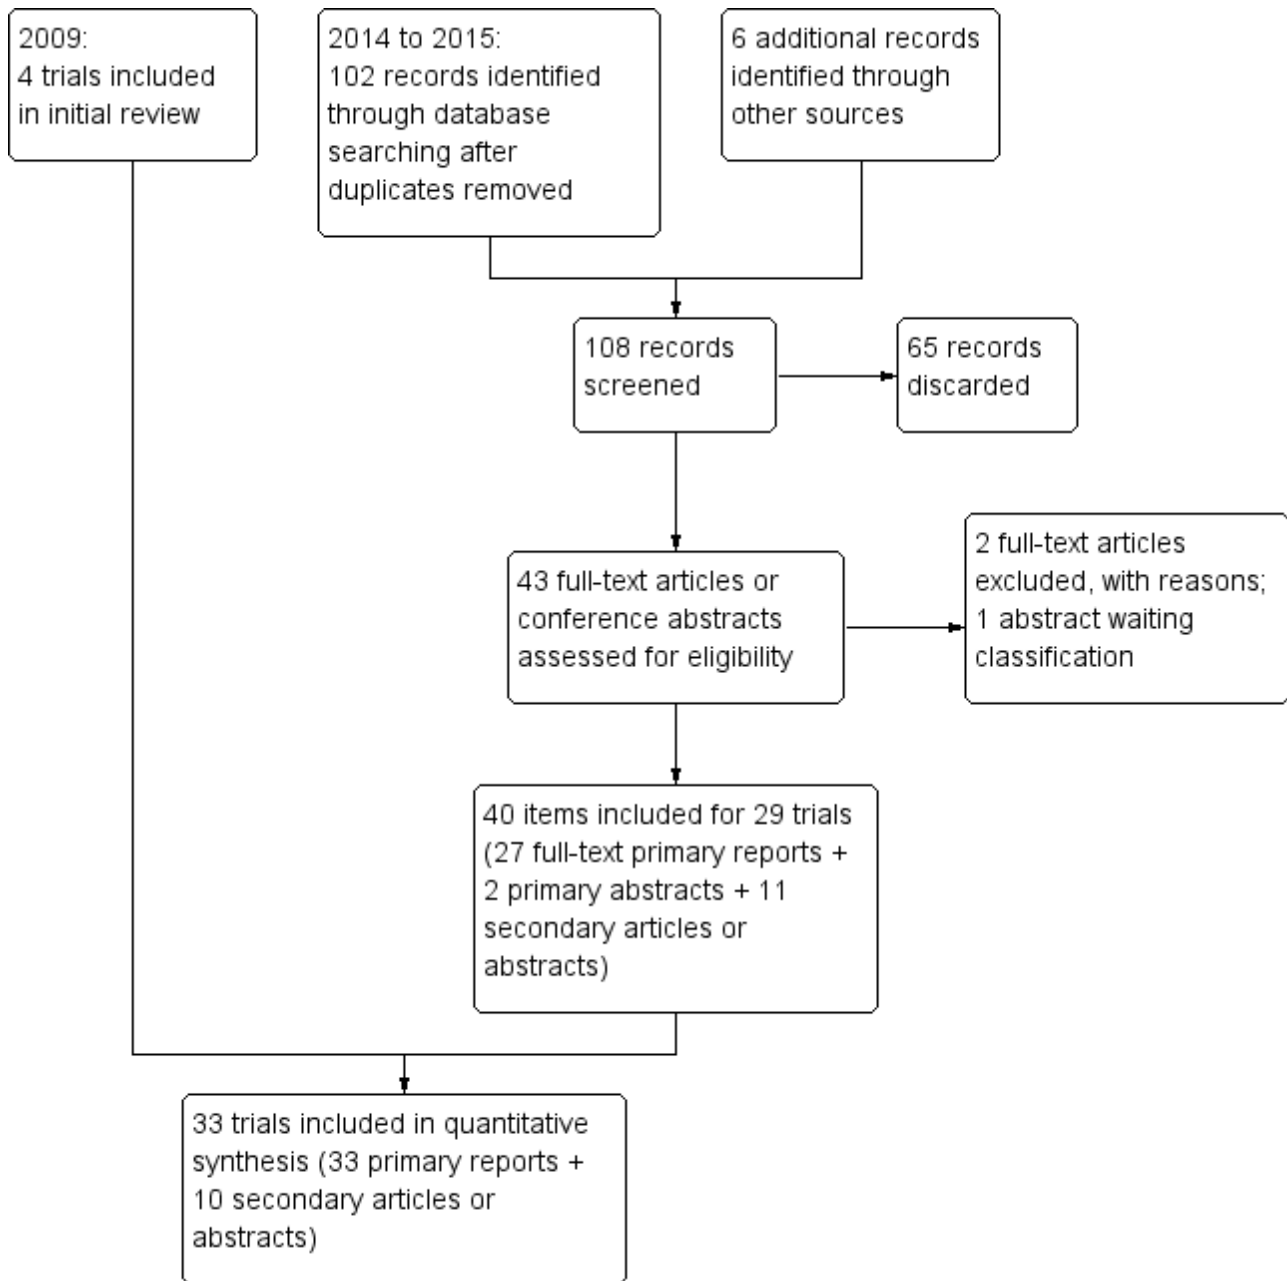 2009:
4 trials included
in initial review
2014 to 2015:
102 records identified
through database
searching after
duplicates removed
6 additional records
identified through
other sources
108 records
screened
65 records
discarded
43 full-text articles or
conference abstracts
assessed for eligibility
2 full-text articles
excluded, with reasons;
1 abstract waiting
classification
40 items included for 29 trials
(27 full-text primary reports +
2 primary abstracts + 11
secondary articles or
abstracts)
33 trials included in quantitative
synthesis (33 primary reports +
10 secondary articles or
abstracts)